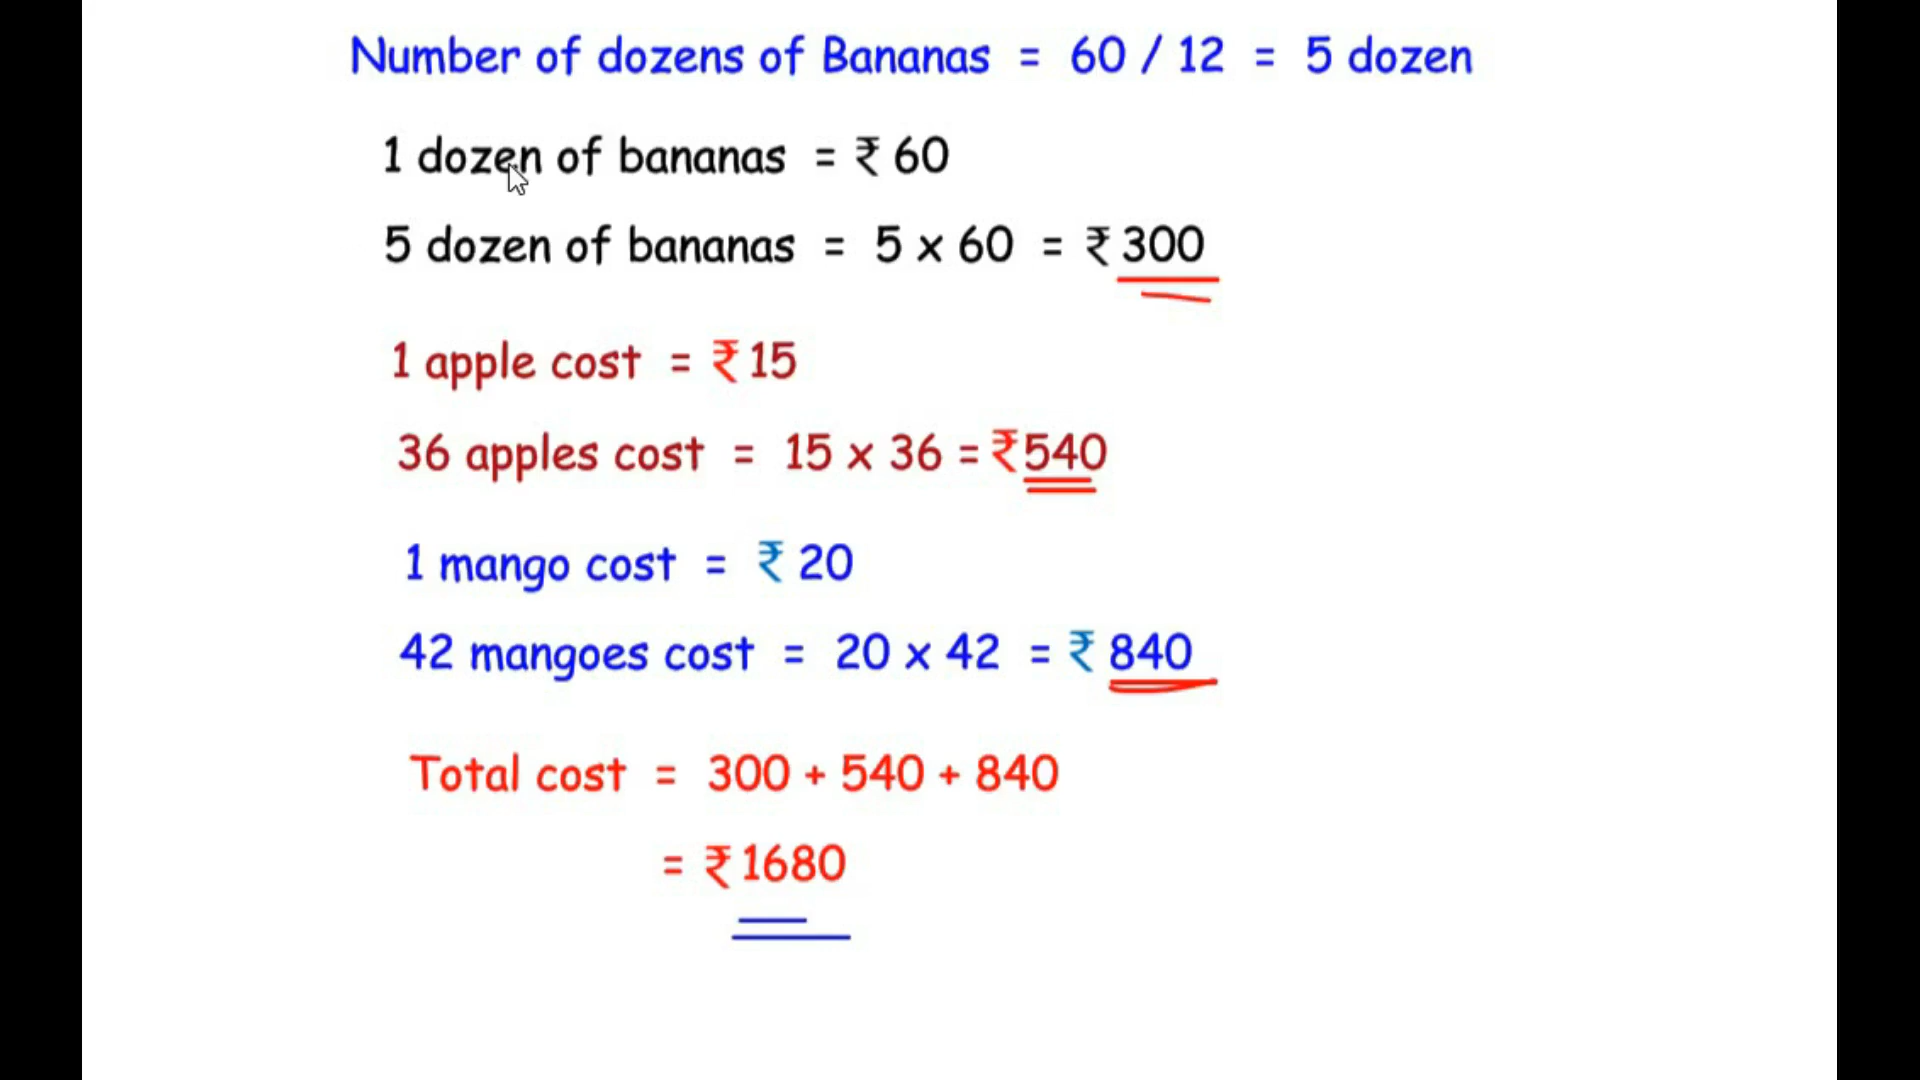 Number of dozens of Bananas = 60 / 12 = 5 dozen
1 dozen of bananas = ₹ 60
5 dozen of bananas = 5 x 60 = ₹ 300
1 apple cost = ₹ 15
36 apples cost = 15 x 36 = ₹ 540
1 mango cost = ₹ 20
42 mangoes cost = 20 x 42 = ₹ 840
Total cost = 300 + 540 + 840
= ₹ 1680